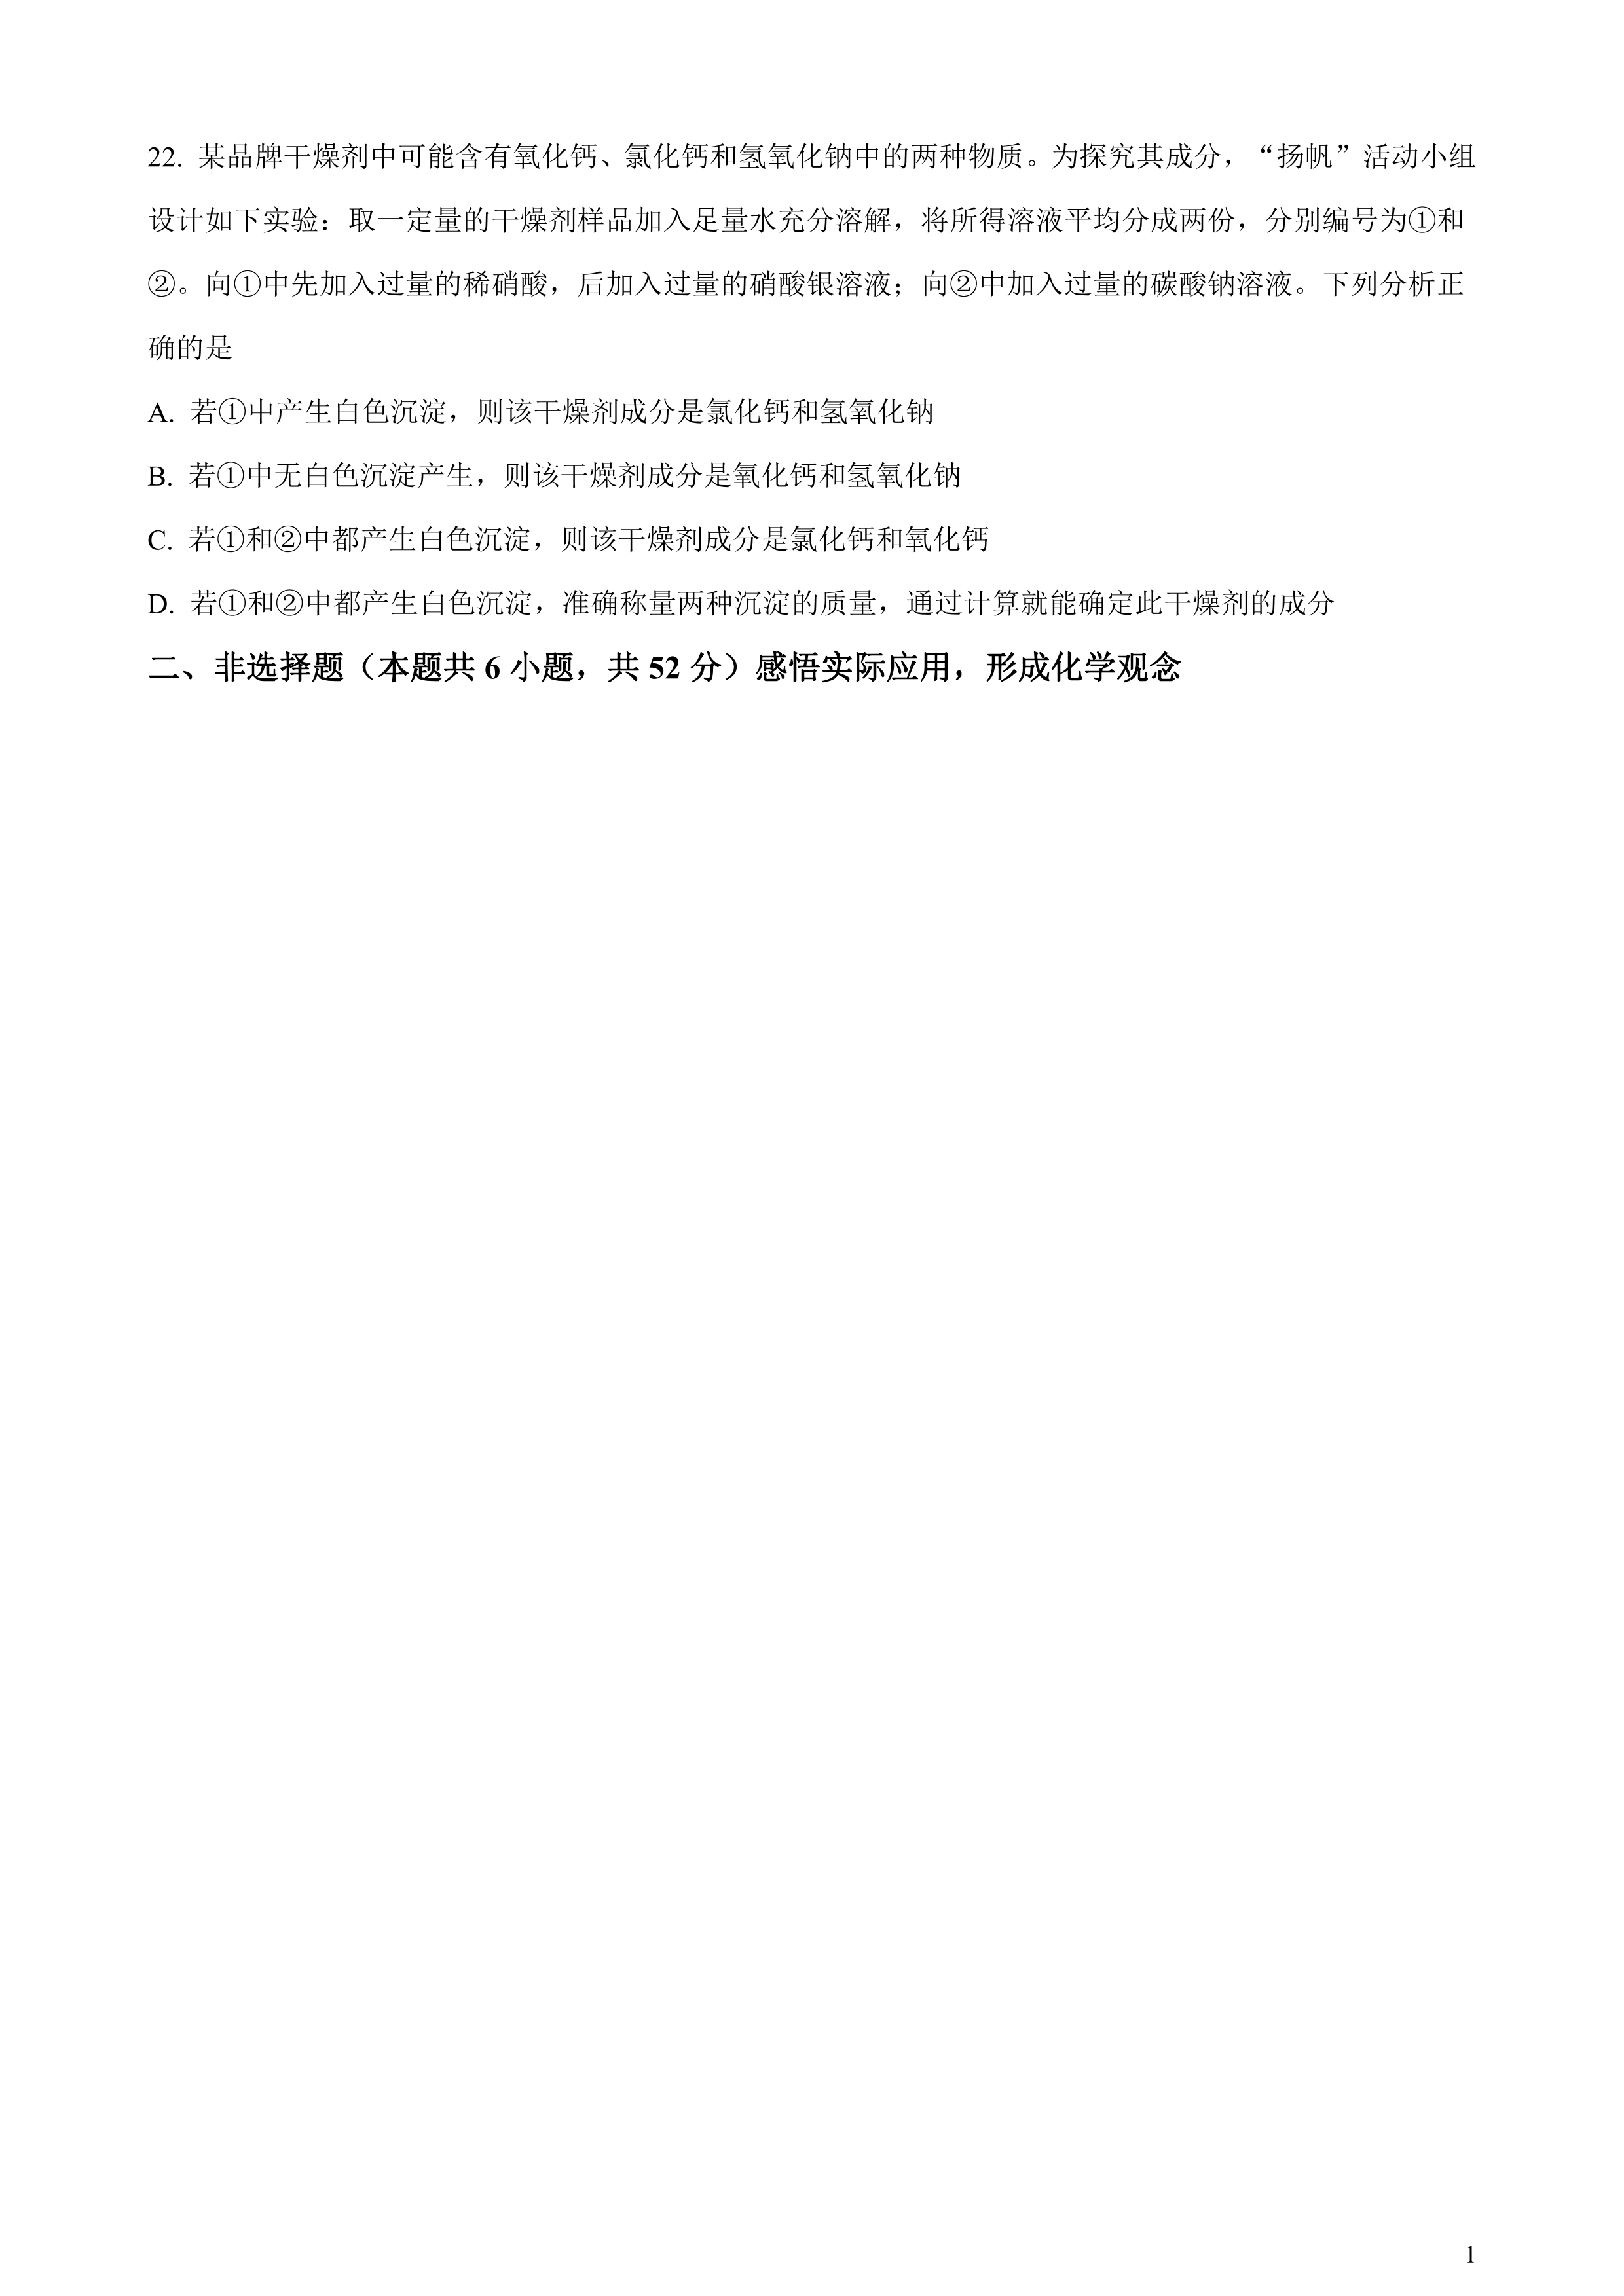 22. 某品牌干燥剂中可能含有氧化钙、氯化钙和氢氧化钠中的两种物质。为探究其成分，“扬帆”活动小组
设计如下实验：取一定量的干燥剂样品加入足量水充分溶解，将所得溶液平均分成两份，分别编号为①和
②。向①中先加入过量的稀硝酸，后加入过量的硝酸银溶液；向②中加入过量的碳酸钠溶液。下列分析正
确的是
A. 若①中产生白色沉淀，则该干燥剂成分是氯化钙和氢氧化钠
B. 若①中无白色沉淀产生，则该干燥剂成分是氧化钙和氢氧化钠
C. 若①和②中都产生白色沉淀，则该干燥剂成分是氯化钙和氧化钙
D. 若①和②中都产生白色沉淀，准确称量两种沉淀的质量，通过计算就能确定此干燥剂的成分
二、非选择题（本题共 6 小题，共 52 分）感悟实际应用，形成化学观念
1